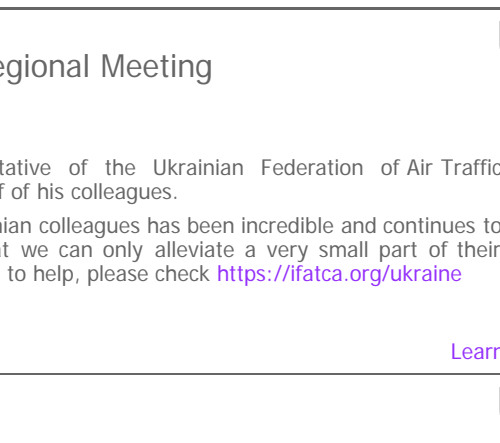 egional Meeting
tative of the Ukrainian Federation of Air Traffic
f of his colleagues.
nian colleagues has been incredible and continues to
at we can only alleviate a very small part of their
to help, please check https://ifatca.org/ukraine
Learn